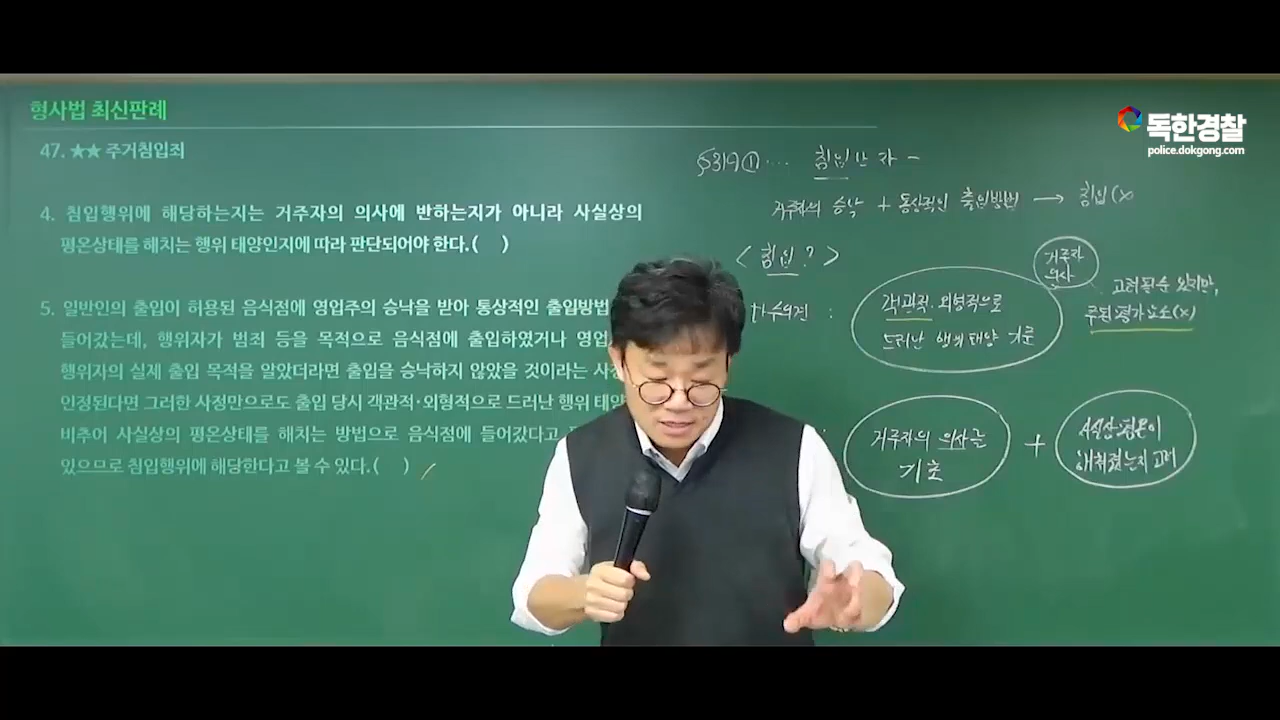 형사법 최신판례
독한경찰
police.dokgong.com
47. ★★ 주거침입죄
4. 침입행위에 해당하는지는 거주자의 의사에 반하는지가 아니라 사실상의
평온상태를 해치는 행위 태양인지에 따라 판단되어야 한다.( )
5. 일반인의 출입이 허용된 음식점에 영업주의 승낙을 받아 통상적인 출입방법
들어갔는데, 행위자가 범죄 등을 목적으로 음식점에 출입하였거나 영업
행위자의 실제 출입 목적을 알았더라면 출입을 승낙하지 않았을 것이라는 사정
인정된다면 그러한 사정만으로도 출입 당시 객관적·외형적으로 드러난 행위 태양
비추어 사실상의 평온상태를 해치는 방법으로 음식점에 들어갔다고
있으므로 침입행위에 해당한다고 볼 수 있다.( )
§319① … 침입한 자 –
거주자의 승낙 + 통상적인 출입방법 → 침입(x)
< 침입? >
다수의견 :
객관적·외형적으로
드러난 행위태양 기준
거주자
의사
고려될 수 있지만,
주된 평가요소(x)
:
거주자의 의사를
기초
+
사실상 평온이
해쳐졌는지 고려